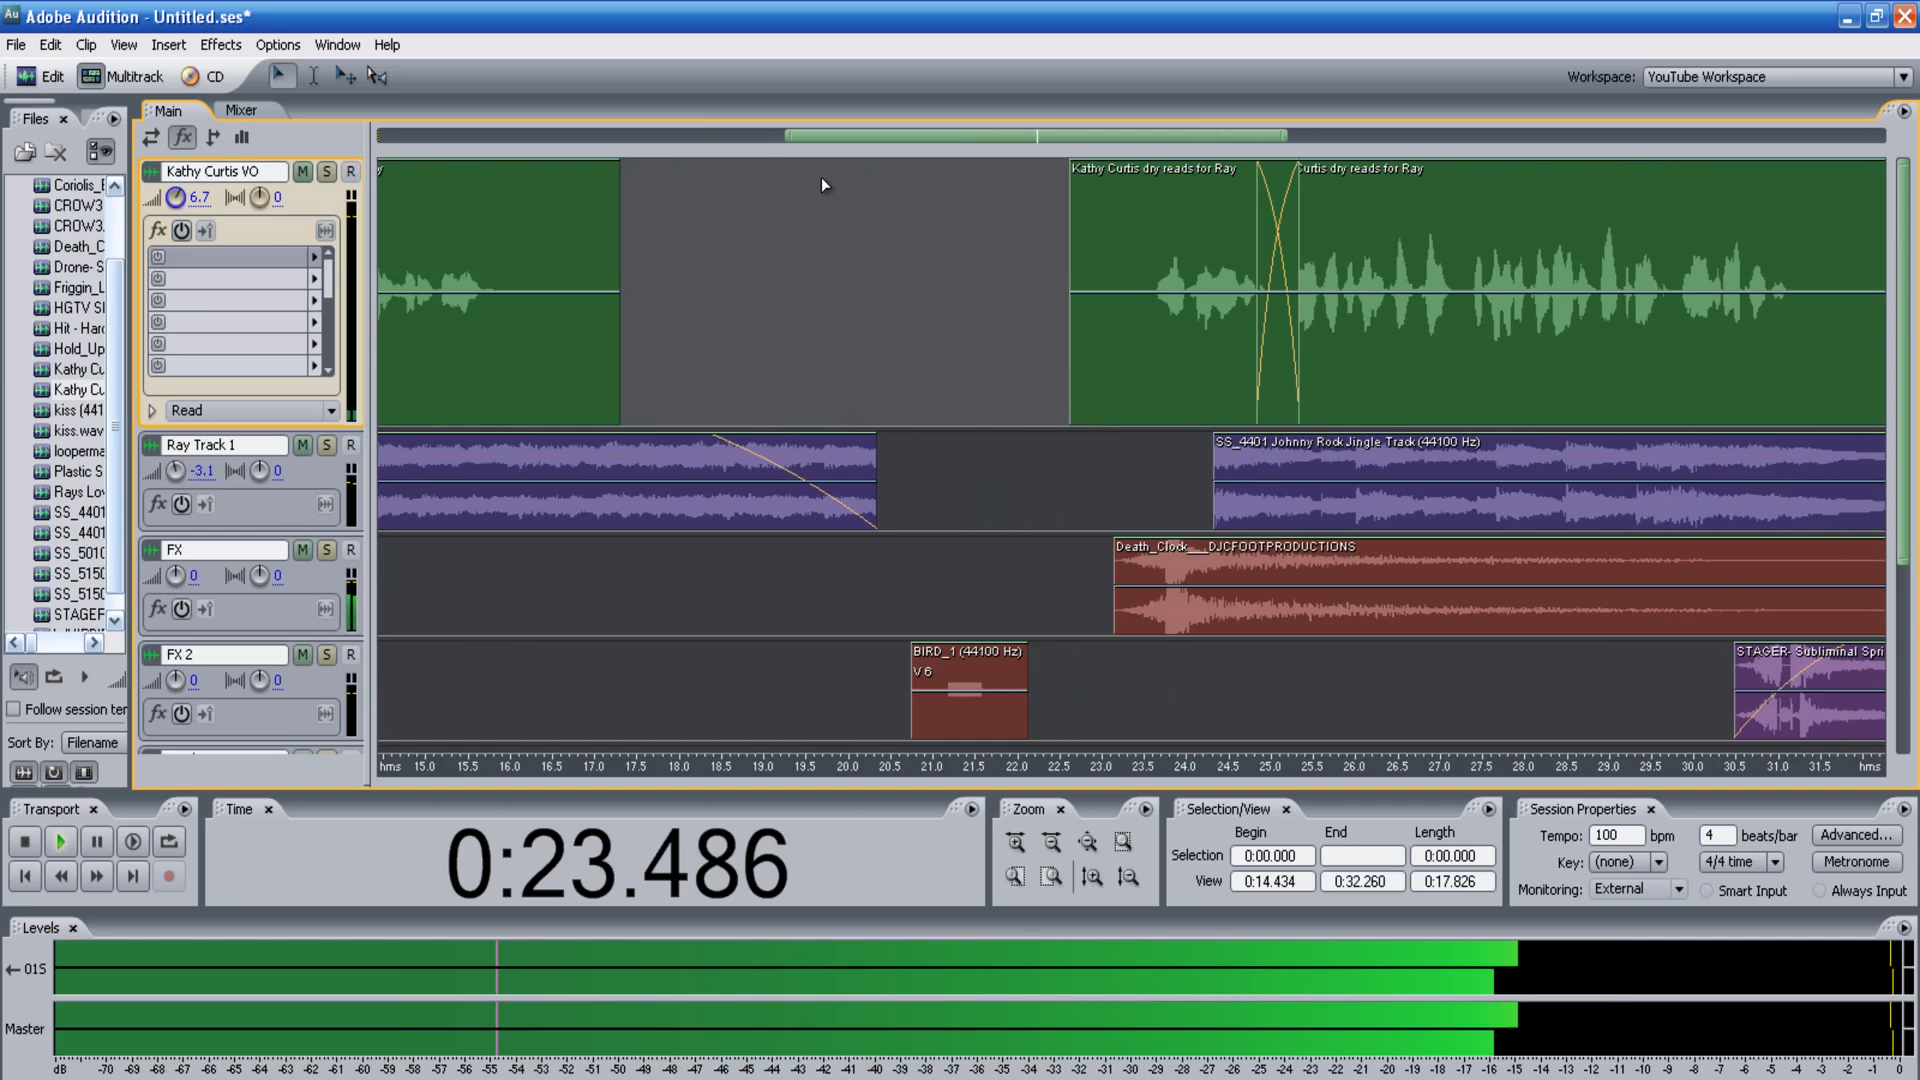 Au Adobe Audition - Untitled.ses*
File Edit Clip View Insert Effects Options Window Help
Edit Multitrack CD Workspace: YouTube Workspace
Files Main Mixer
Kathy Curtis VO M S R
6.7 0
fx
Read
Kathy Curtis dry reads for Ray
urtis dry reads for Ray
Coriolis_E
CROW3
CROW3.
Death_C
Drone- S
Friggin_L
HGTV SI
Hit - Hard
Hold_Up
Kathy Cu
Kathy Cu
kiss (441
kiss.wav
looperma
Plastic S
Rays Lov
SS_4401
SS_4401
SS_5010
SS_5150
SS_5150
STAGEF
Ray Track 1 M S R
-3.1 0
fx
SS_4401 Johnny Rock Jingle Track (44100 Hz)
FX M S R
0 0
fx
Death_Clock___DJCFOOTPRODUCTIONS
FX 2 M S R
0 0
fx
BIRD_1 (44100 Hz)
V 6
STAGER- Subliminal Spri
Follow session ter
Sort By: Filename
hms 15.0 15.5 16.0 16.5 17.0 17.5 18.0 18.5 19.0 19.5 20.0 20.5 21.0 21.5 22.0 22.5 23.0 23.5 24.0 24.5 25.0 25.5 26.0 26.5 27.0 27.5 28.0 28.5 29.0 29.5 30.0 30.5 31.0 31.5 hms
Transport Time Zoom Selection/View Session Properties
0:23.486
Begin End Length
Selection 0:00.000 0:00.000
View 0:14.434 0:32.260 0:17.826
Tempo: 100 bpm 4 beats/bar Advanced...
Key: (none) 4/4 time Metronome
Monitoring: External Smart Input Always Input
Levels
01S
Master
dB -70 -69 -68 -67 -66 -65 -64 -63 -62 -61 -60 -59 -58 -57 -56 -55 -54 -53 -52 -51 -50 -49 -48 -47 -46 -45 -44 -43 -42 -41 -40 -39 -38 -37 -36 -35 -34 -33 -32 -31 -30 -29 -28 -27 -26 -25 -24 -23 -22 -21 -20 -19 -18 -17 -16 -15 -14 -13 -12 -11 -10 -9 -8 -7 -6 -5 -4 -3 -2 -1 0